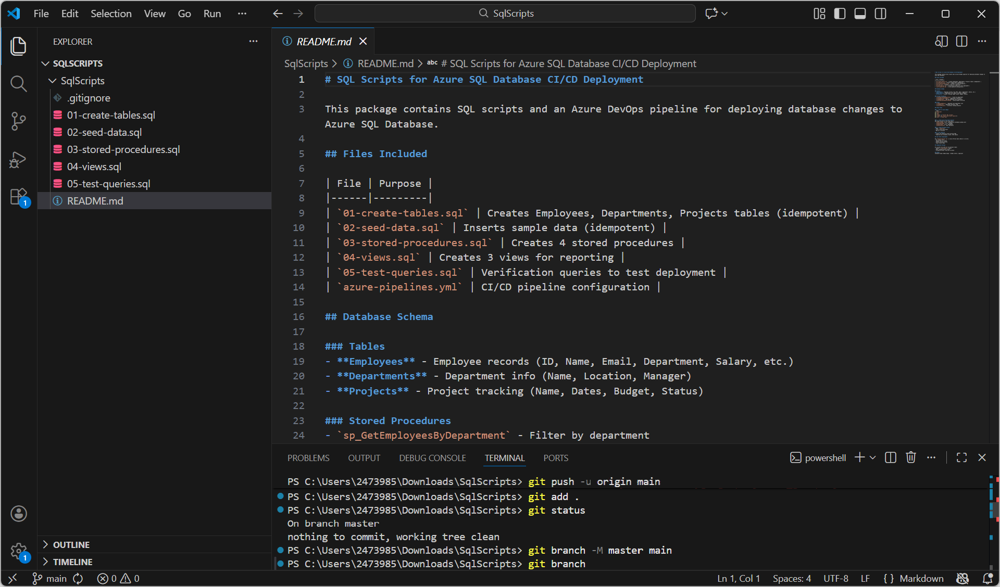 File Edit Selection View Go Run ··· SqlScripts
EXPLORER ···
SQLSCRIPTS
SqlScripts
.gitignore
01-create-tables.sql
02-seed-data.sql
03-stored-procedures.sql
04-views.sql
05-test-queries.sql
README.md
1
OUTLINE
1
TIMELINE
README.md
SqlScripts > README.md > abc # SQL Scripts for Azure SQL Database CI/CD Deployment
1 # SQL Scripts for Azure SQL Database CI/CD Deployment
2
3 This package contains SQL scripts and an Azure DevOps pipeline for deploying database changes to
Azure SQL Database.
4
5 ## Files Included
6
7 | File | Purpose |
8 |------|---------|
9 | `01-create-tables.sql` | Creates Employees, Departments, Projects tables (idempotent) |
10 | `02-seed-data.sql` | Inserts sample data (idempotent) |
11 | `03-stored-procedures.sql` | Creates 4 stored procedures |
12 | `04-views.sql` | Creates 3 views for reporting |
13 | `05-test-queries.sql` | Verification queries to test deployment |
14 | `azure-pipelines.yml` | CI/CD pipeline configuration |
15
16 ## Database Schema
17
18 ### Tables
19 - **Employees** - Employee records (ID, Name, Email, Department, Salary, etc.)
20 - **Departments** - Department info (Name, Location, Manager)
21 - **Projects** - Project tracking (Name, Dates, Budget, Status)
22
23 ### Stored Procedures
24 - `sp_GetEmployeesByDepartment` - Filter by department
PROBLEMS OUTPUT DEBUG CONSOLE TERMINAL PORTS powershell
PS C:\Users\2473985\Downloads\SqlScripts> git push -u origin main
PS C:\Users\2473985\Downloads\SqlScripts> git add .
PS C:\Users\2473985\Downloads\SqlScripts> git status
On branch master
nothing to commit, working tree clean
PS C:\Users\2473985\Downloads\SqlScripts> git branch -M master main
PS C:\Users\2473985\Downloads\SqlScripts> git branch
main 0 0 Ln 1, Col 1 Spaces: 4 UTF-8 LF { } Markdown